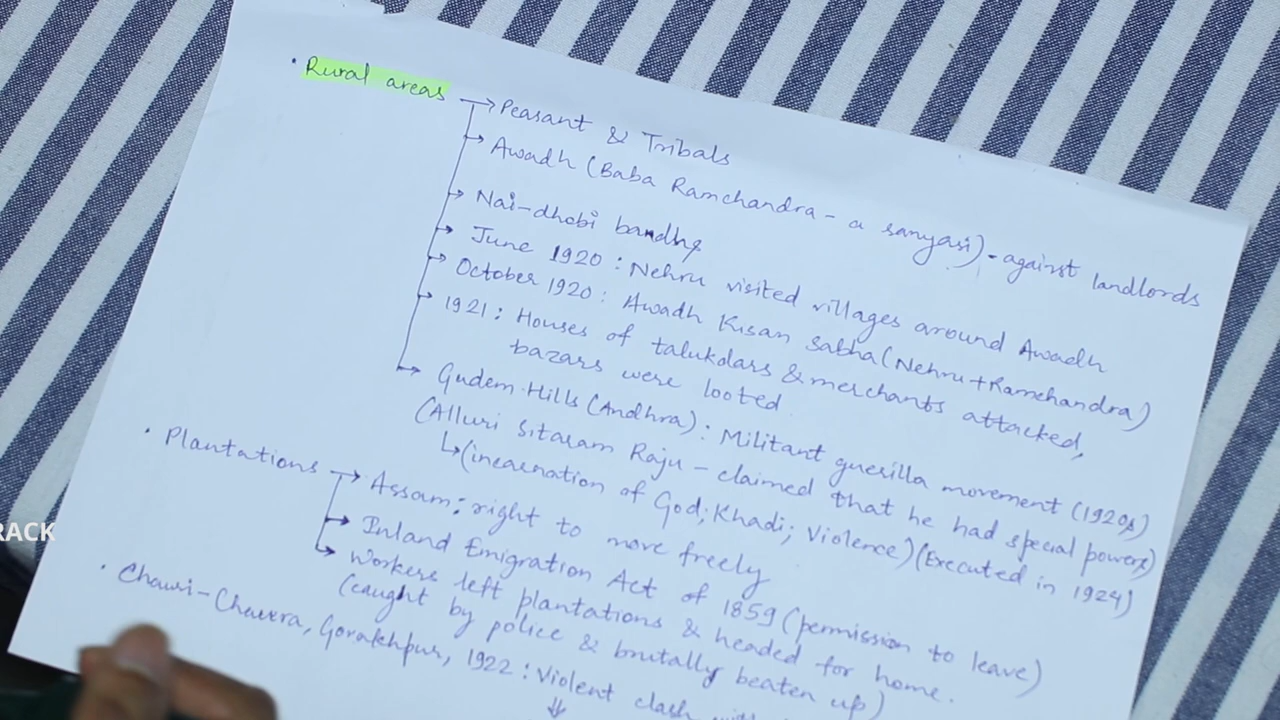 • Rural areas → Peasant & Tribals
→ Awadh (Baba Ramchandra - a sanyasi) - against landlords
→ Nai-dhobi bandhs
→ June 1920 : Nehru visited villages around Awadh
→ October 1920 : Awadh Kisan Sabha (Nehru + Ramchandra)
→ 1921 : Houses of talukdars & merchants attacked,
bazars were looted
→ Gudem Hills (Andhra) : Militant guerilla movement (1920s)
(Alluri Sitaram Raju - claimed that he had special powers)
↳ (incarnation of God; Khadi; Violence) (Executed in 1924)
• Plantations → Assam : right to move freely
→ Inland Emigration Act of 1859 (permission to leave)
→ Workers left plantations & headed for home.
(caught by police & brutally beaten up)
• Chauri-Chaura, Gorakhpur, 1922 : Violent clash
⇓
RACK